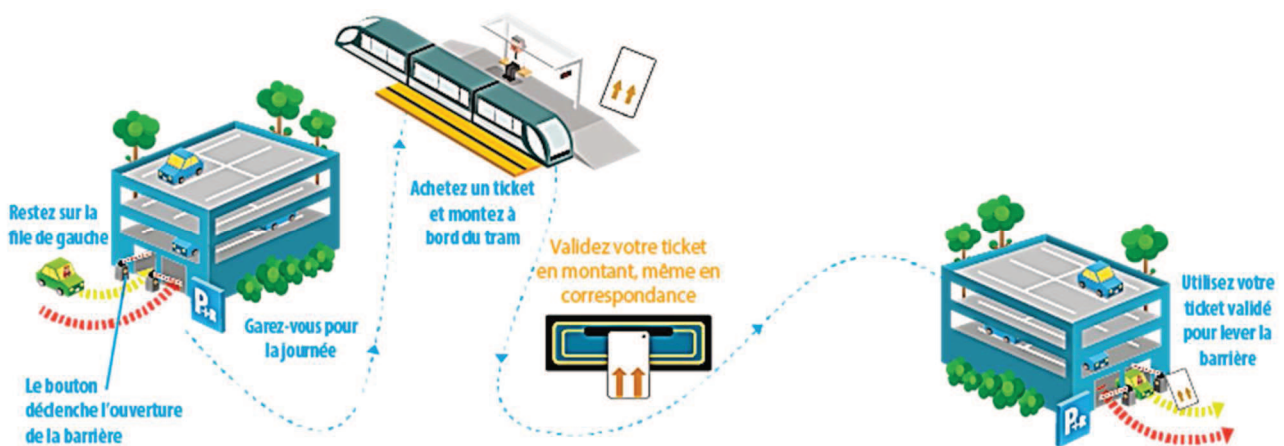 Restez sur la
file de gauche
Le bouton
déclenche l'ouverture
de la barrière
P+R
Garez-vous pour
la journée
Achetez un ticket
et montez à
bord du tram
Validez votre ticket
en montant, même en
correspondance
P+R
Utilisez votre
ticket validé
pour lever la
barrière